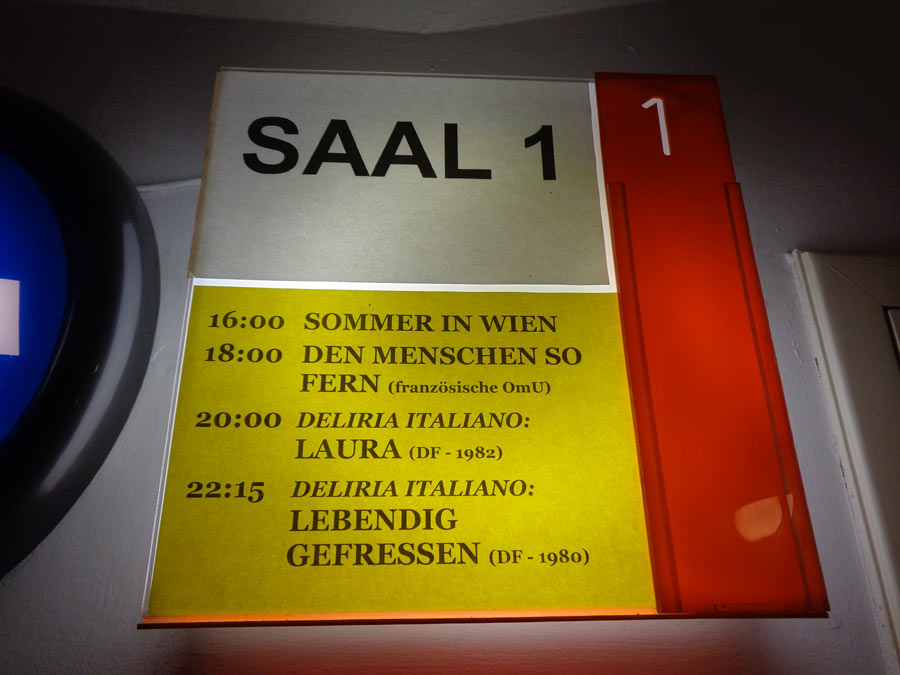 SAAL 1
1
16:00 SOMMER IN WIEN
18:00 DEN MENSCHEN SO
FERN (französische OmU)
20:00 DELIRIA ITALIANO:
LAURA (DF - 1982)
22:15 DELIRIA ITALIANO:
LEBENDIG
GEFRESSEN (DF - 1980)